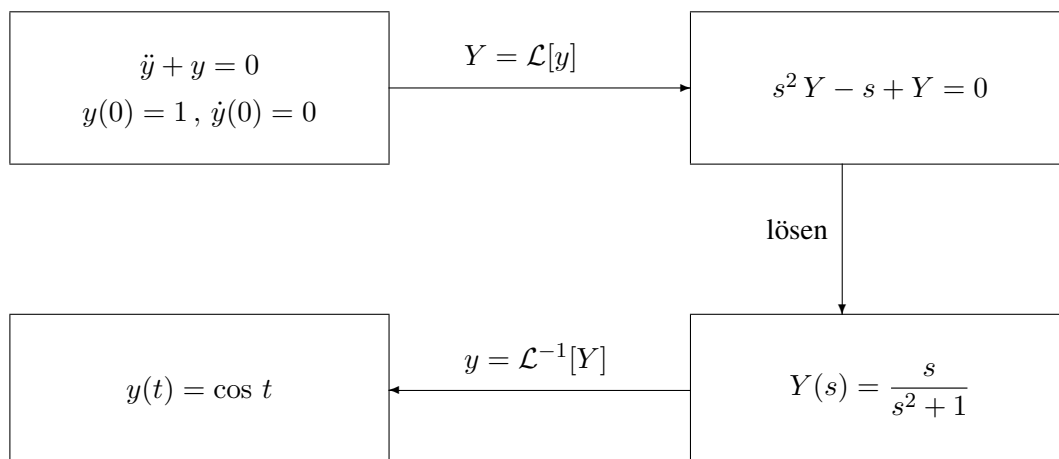 ÿ + y = 0
y(0) = 1 , ẏ(0) = 0
Y = ℒ[y]
s² Y − s + Y = 0
lösen
Y(s) = s / (s² + 1)
y = ℒ⁻¹[Y]
y(t) = cos t